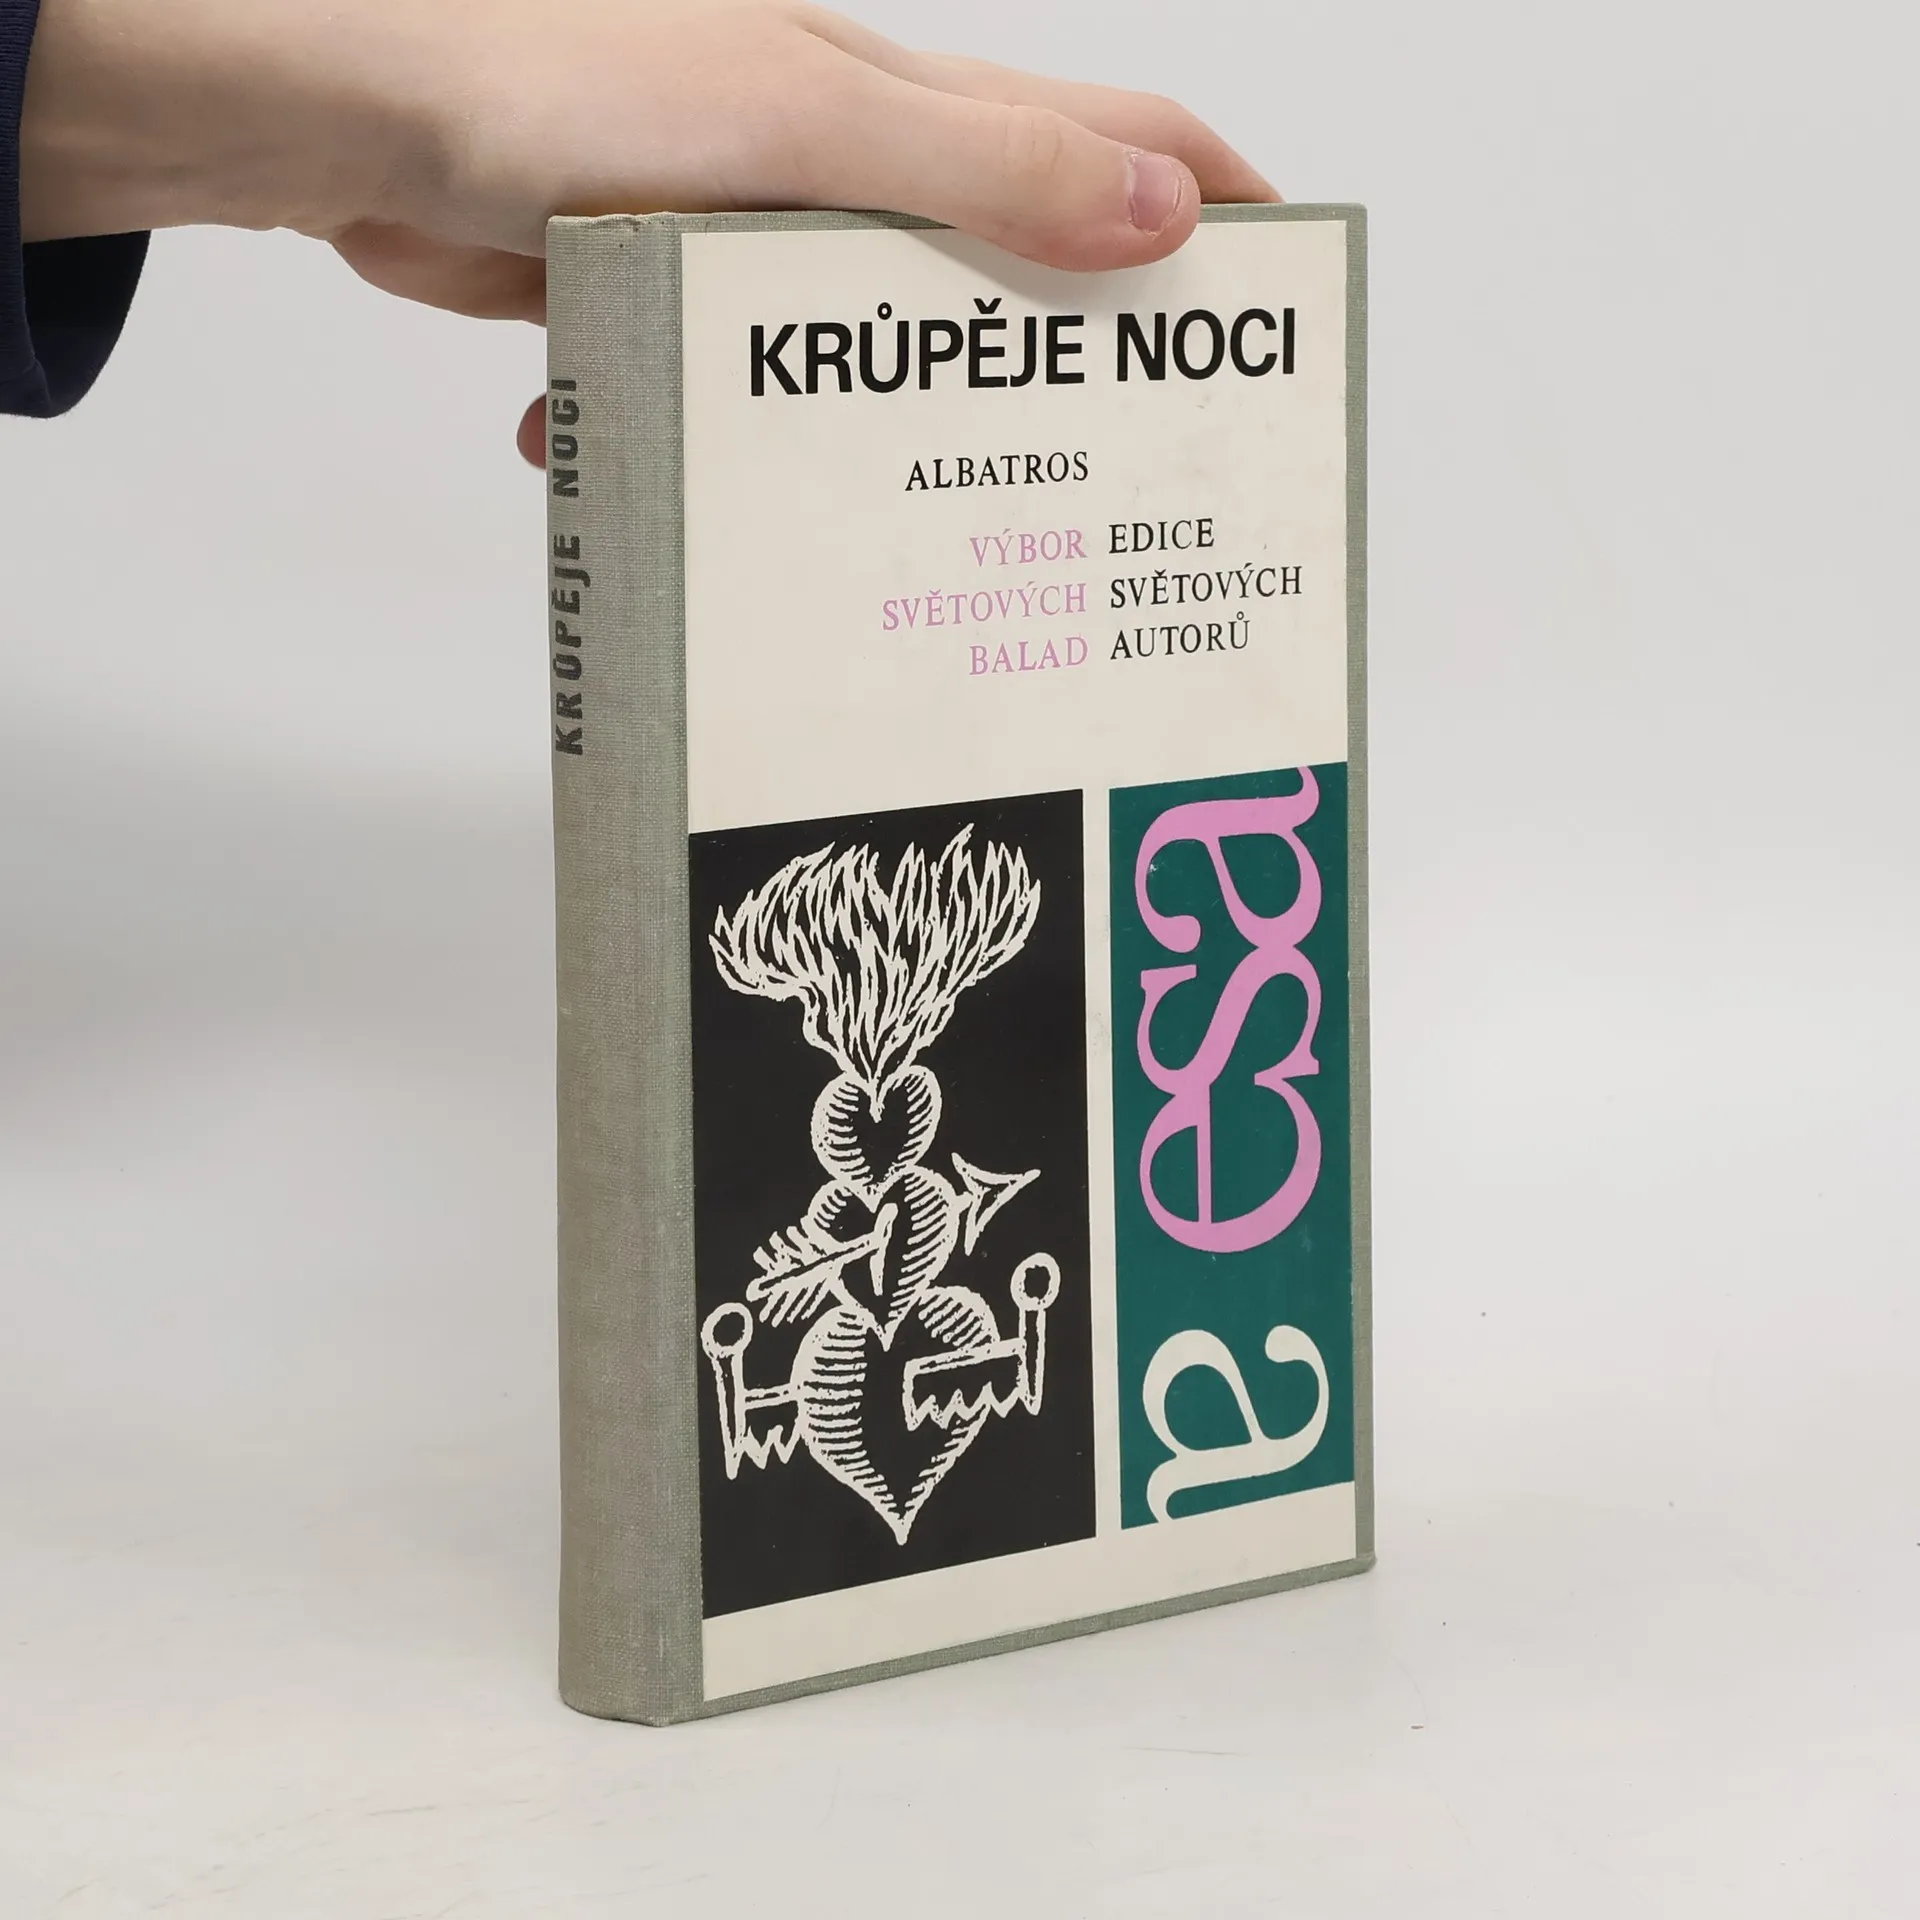 KRŮPĚJE NOCI
KRŮPĚJE NOCI
ALBATROS
VÝBOR
SVĚTOVÝCH
BALAD
EDICE
SVĚTOVÝCH
AUTORŮ
a esa